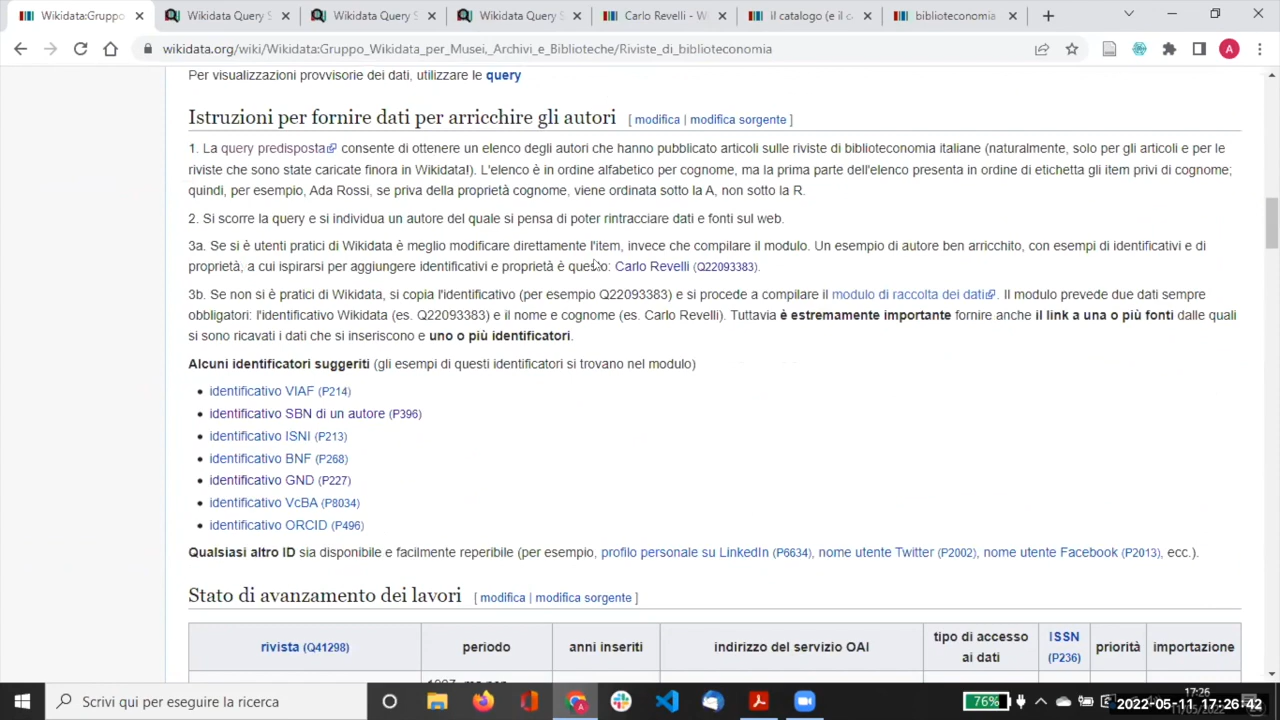 Wikidata:Gruppo
Wikidata Query S
Wikidata Query S
Wikidata Query S
Carlo Revelli - W
il catalogo (e il c
biblioteconomia
wikidata.org/wiki/Wikidata:Gruppo_Wikidata_per_Musei,_Archivi_e_Biblioteche/Riviste_di_biblioteconomia
A
Per visualizzazioni provvisorie dei dati, utilizzare le query
Istruzioni per fornire dati per arricchire gli autori [ modifica | modifica sorgente ]
1. La query predisposta consente di ottenere un elenco degli autori che hanno pubblicato articoli sulle riviste di biblioteconomia italiane (naturalmente, solo per gli articoli e per le
riviste che sono state caricate finora in Wikidata!). L'elenco è in ordine alfabetico per cognome, ma la prima parte dell'elenco presenta in ordine di etichetta gli item privi di cognome;
quindi, per esempio, Ada Rossi, se priva della proprietà cognome, viene ordinata sotto la A, non sotto la R.
2. Si scorre la query e si individua un autore del quale si pensa di poter rintracciare dati e fonti sul web.
3a. Se si è utenti pratici di Wikidata è meglio modificare direttamente l'item, invece che compilare il modulo. Un esempio di autore ben arricchito, con esempi di identificativi e di
proprietà, a cui ispirarsi per aggiungere identificativi e proprietà è questo: Carlo Revelli (Q22093383).
3b. Se non si è pratici di Wikidata, si copia l'identificativo (per esempio Q22093383) e si procede a compilare il modulo di raccolta dei dati. Il modulo prevede due dati sempre
obbligatori: l'identificativo Wikidata (es. Q22093383) e il nome e cognome (es. Carlo Revelli). Tuttavia è estremamente importante fornire anche il link a una o più fonti dalle quali
si sono ricavati i dati che si inseriscono e uno o più identificatori.
Alcuni identificatori suggeriti (gli esempi di questi identificatori si trovano nel modulo)
• identificativo VIAF (P214)
• identificativo SBN di un autore (P396)
• identificativo ISNI (P213)
• identificativo BNF (P268)
• identificativo GND (P227)
• identificativo VcBA (P8034)
• identificativo ORCID (P496)
Qualsiasi altro ID sia disponibile e facilmente reperibile (per esempio, profilo personale su LinkedIn (P6634), nome utente Twitter (P2002), nome utente Facebook (P2013), ecc.).
Stato di avanzamento dei lavori [ modifica | modifica sorgente ]
rivista (Q41298)
periodo
anni inseriti
indirizzo del servizio OAI
tipo di accesso
ai dati
ISSN
(P236)
priorità
importazione
Scrivi qui per eseguire la ricerca
76%
17:26
2022-05-11 17:26:42